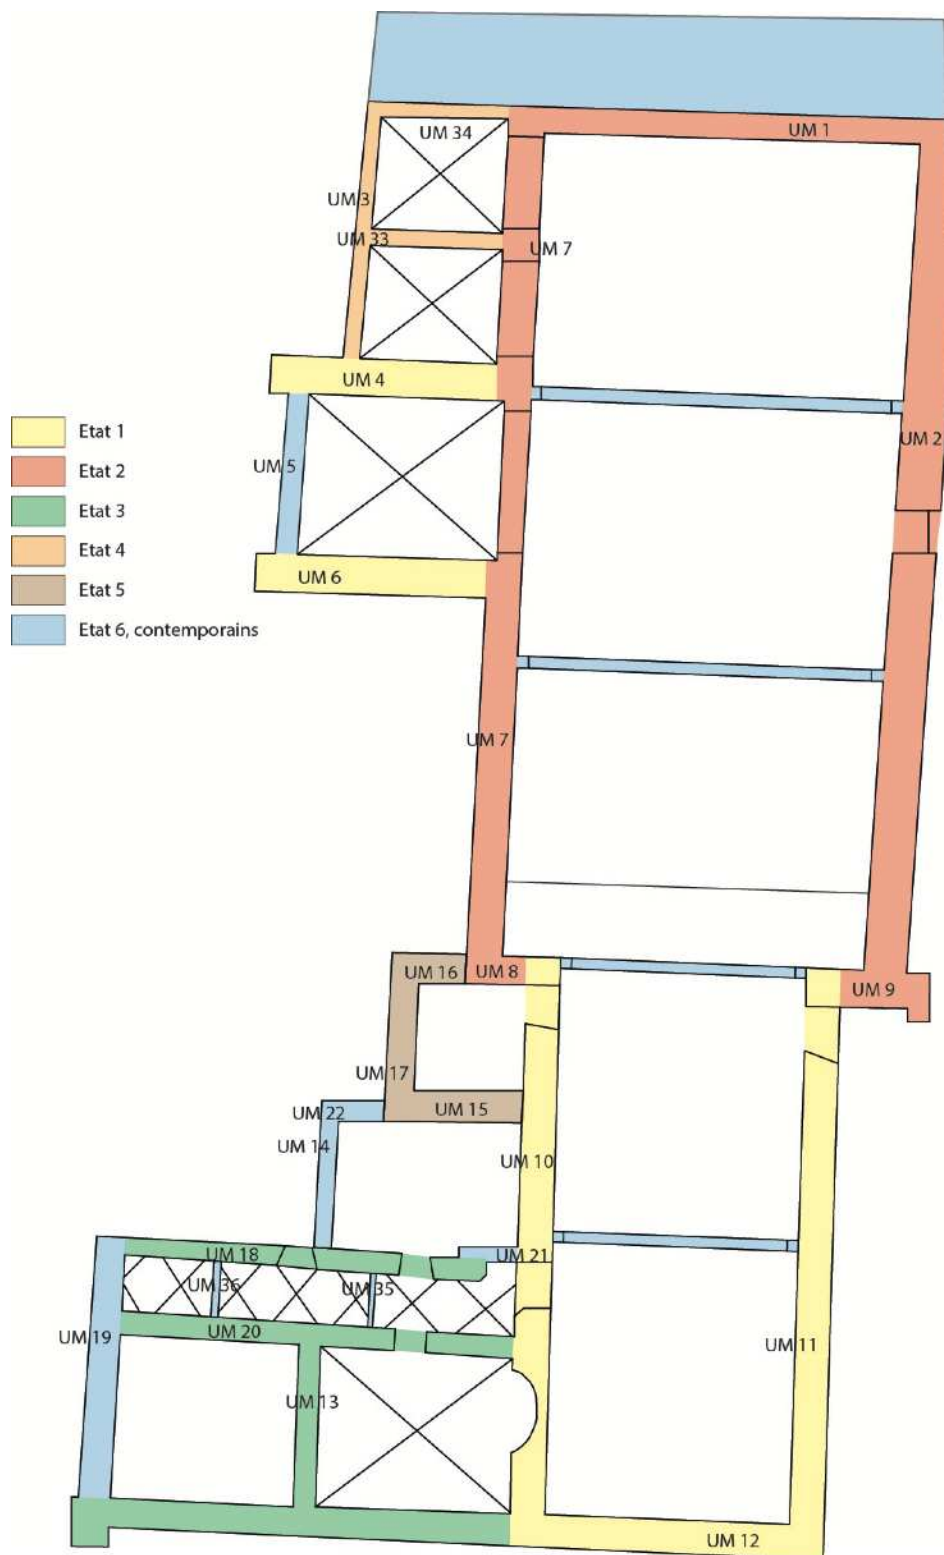 UM 34
UM 1
UM 3
UM 33
UM 7
UM 4
UM 2
UM 5
UM 6
Etat 1
Etat 2
Etat 3
Etat 4
Etat 5
Etat 6, contemporains
UM 7
UM 16
UM 8
UM 9
UM 17
UM 15
UM 22
UM 14
UM 10
UM 18
UM 21
UM 36
UM 35
UM 20
UM 19
UM 11
UM 13
UM 12